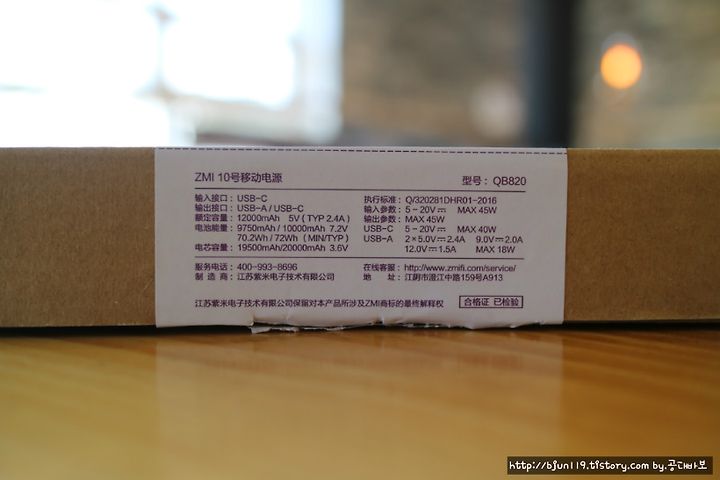 ZMI 10号移动电源
型号: QB820
输入接口: USB-C
输出接口: USB-A / USB-C
额定容量: 12000mAh 5V ( TYP 2.4A )
电池能量: 9750mAh / 10000mAh 7.2V
70.2Wh / 72Wh (MIN/TYP)
电芯容量: 19500mAh/20000mAh 3.6V
执行标准: Q/320281DHR01-2016
输入参数: 5-20V⎓ MAX 45W
输出参数: MAX 45W
USB-C 5-20V⎓ MAX 40W
USB-A 2×5.0V⎓2.4A 9.0V⎓2.0A
12.0V⎓1.5A MAX 18W
服务电话: 400-993-8696
制 造 商: 江苏紫米电子技术有限公司
在线客服: http://www.zmifi.com/service/
地 址: 江阴市澄江中路159号A913
江苏紫米电子技术有限公司保留对本产品所涉及ZMI商标的最终解释权
合格证 已检验
http://bjun119.tistory.com by.공대바보